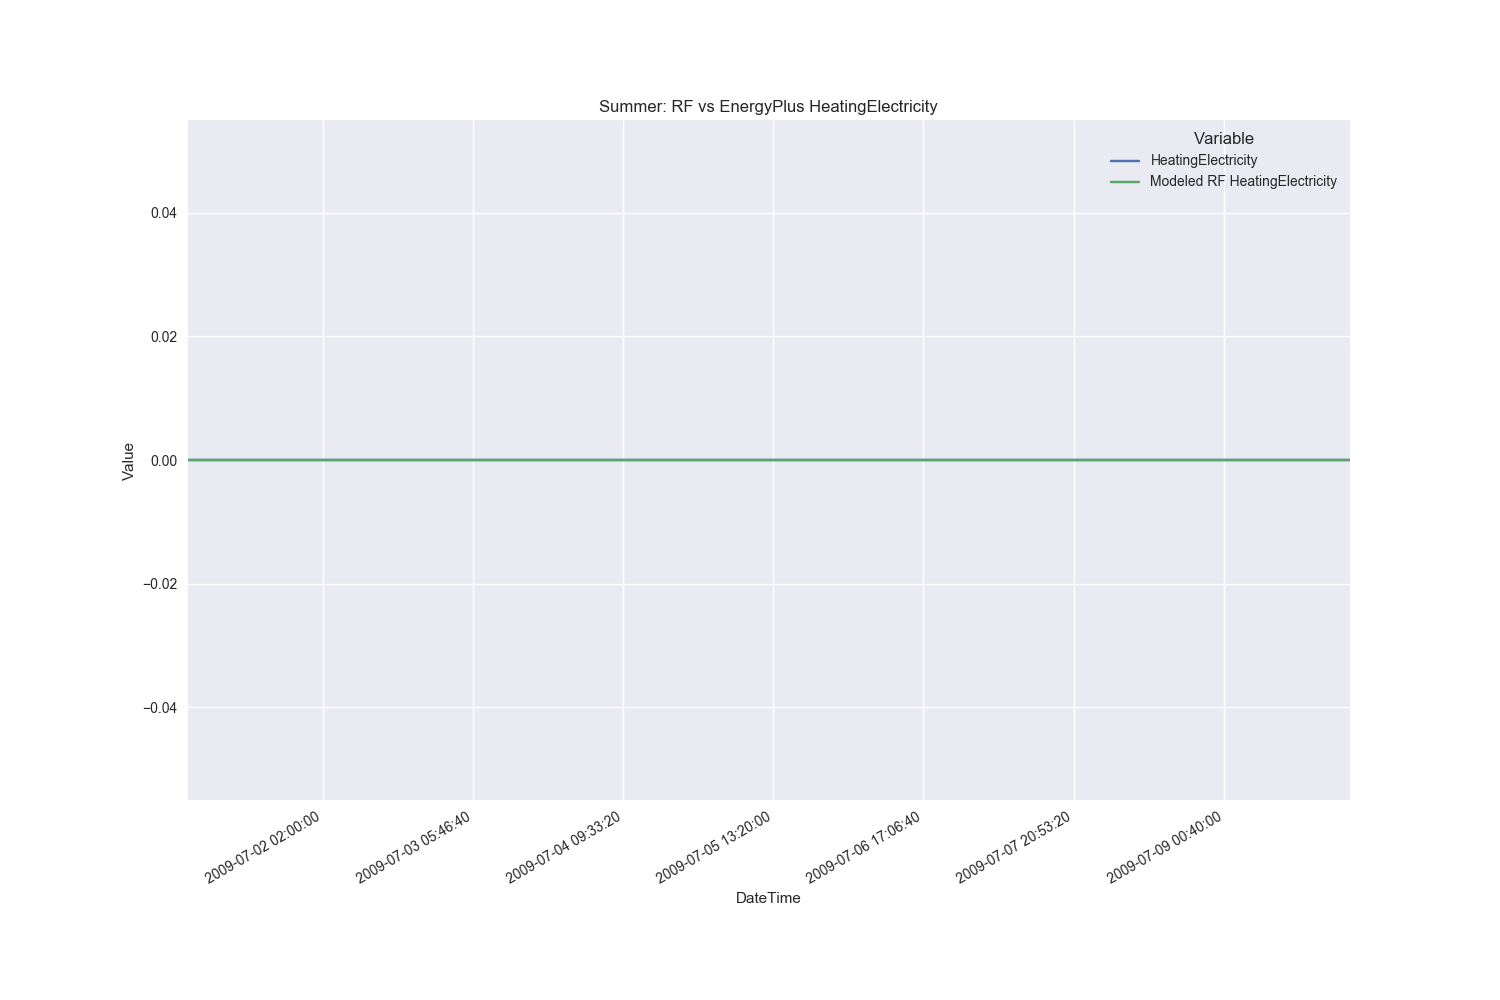 Summer: RF vs EnergyPlus HeatingElectricity
Variable
HeatingElectricity
Modeled RF HeatingElectricity
0.04
0.02
0.00
−0.02
−0.04
Value
2009-07-02 02:00:00
2009-07-03 05:46:40
2009-07-04 09:33:20
2009-07-05 13:20:00
2009-07-06 17:06:40
2009-07-07 20:53:20
2009-07-09 00:40:00
DateTime